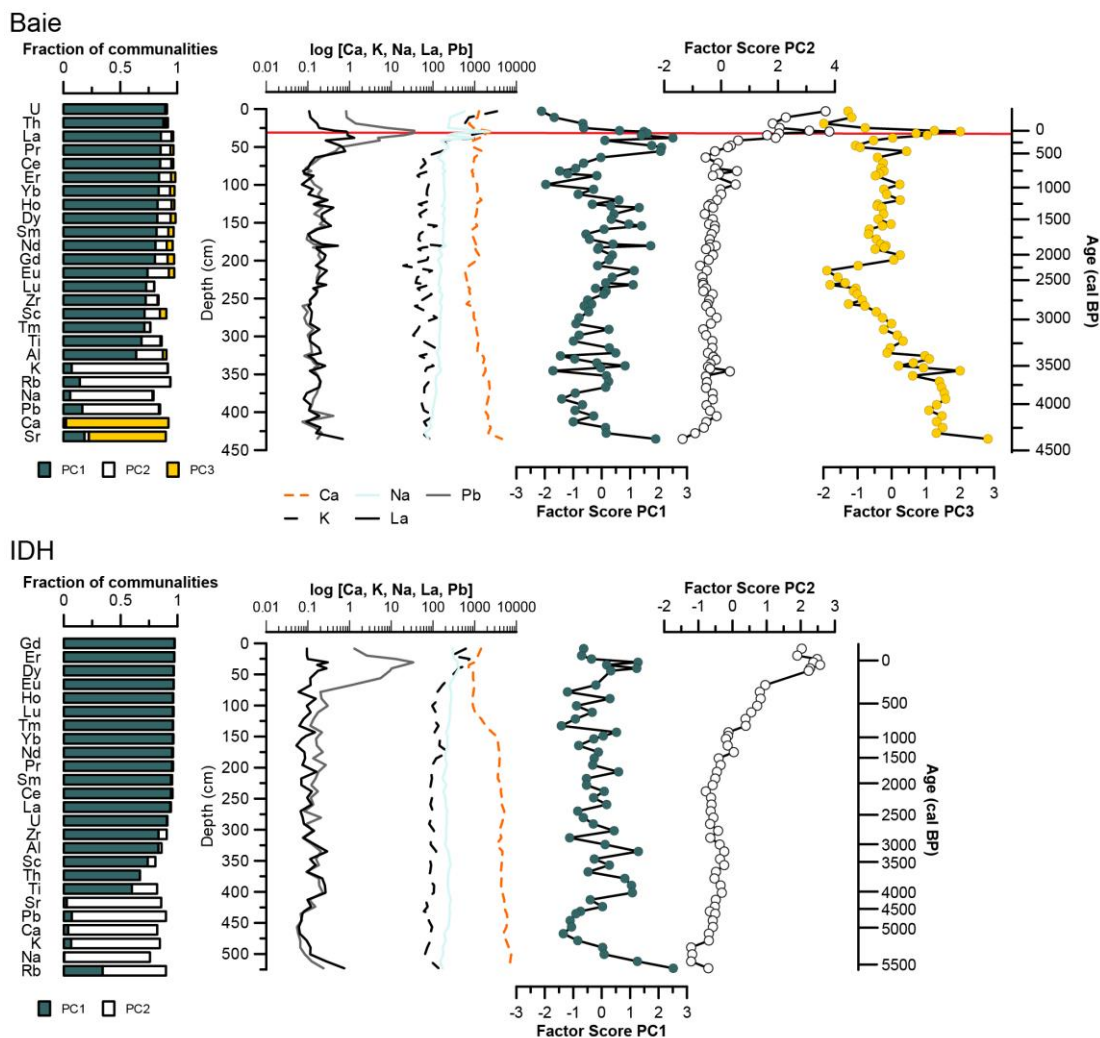 Baie
Fraction of communalities
0 0.5 1
U
Th
La
Pr
Ce
Er
Yb
Ho
Dy
Sm
Nd
Gd
Eu
Lu
Zr
Sc
Tm
Ti
Al
K
Rb
Na
Pb
Ca
Sr
PC1 PC2 PC3
log [Ca, K, Na, La, Pb]
0.01 0.1 1 10 100 1000 10000
Depth (cm)
0
50
100
150
200
250
300
350
400
450
Ca Na Pb
K La
-3 -2 -1 0 1 2 3
Factor Score PC1
Factor Score PC2
-2 0 2 4
-2 -1 0 1 2 3
Factor Score PC3
Age (cal BP)
0
500
1000
1500
2000
2500
3000
3500
4000
4500
IDH
Fraction of communalities
0 0.5 1
Gd
Er
Dy
Eu
Ho
Lu
Tm
Yb
Nd
Pr
Sm
Ce
La
U
Zr
Al
Sc
Th
Ti
Sr
Pb
Ca
K
Na
Rb
PC1 PC2
log [Ca, K, Na, La, Pb]
0.01 0.1 1 10 100 1000 10000
Depth (cm)
0
50
100
150
200
250
300
350
400
450
500
-3 -2 -1 0 1 2 3
Factor Score PC1
Factor Score PC2
-2 -1 0 1 2 3
Age (cal BP)
0
500
1000
1500
2000
3000
3500
4000
4500
5000
5500